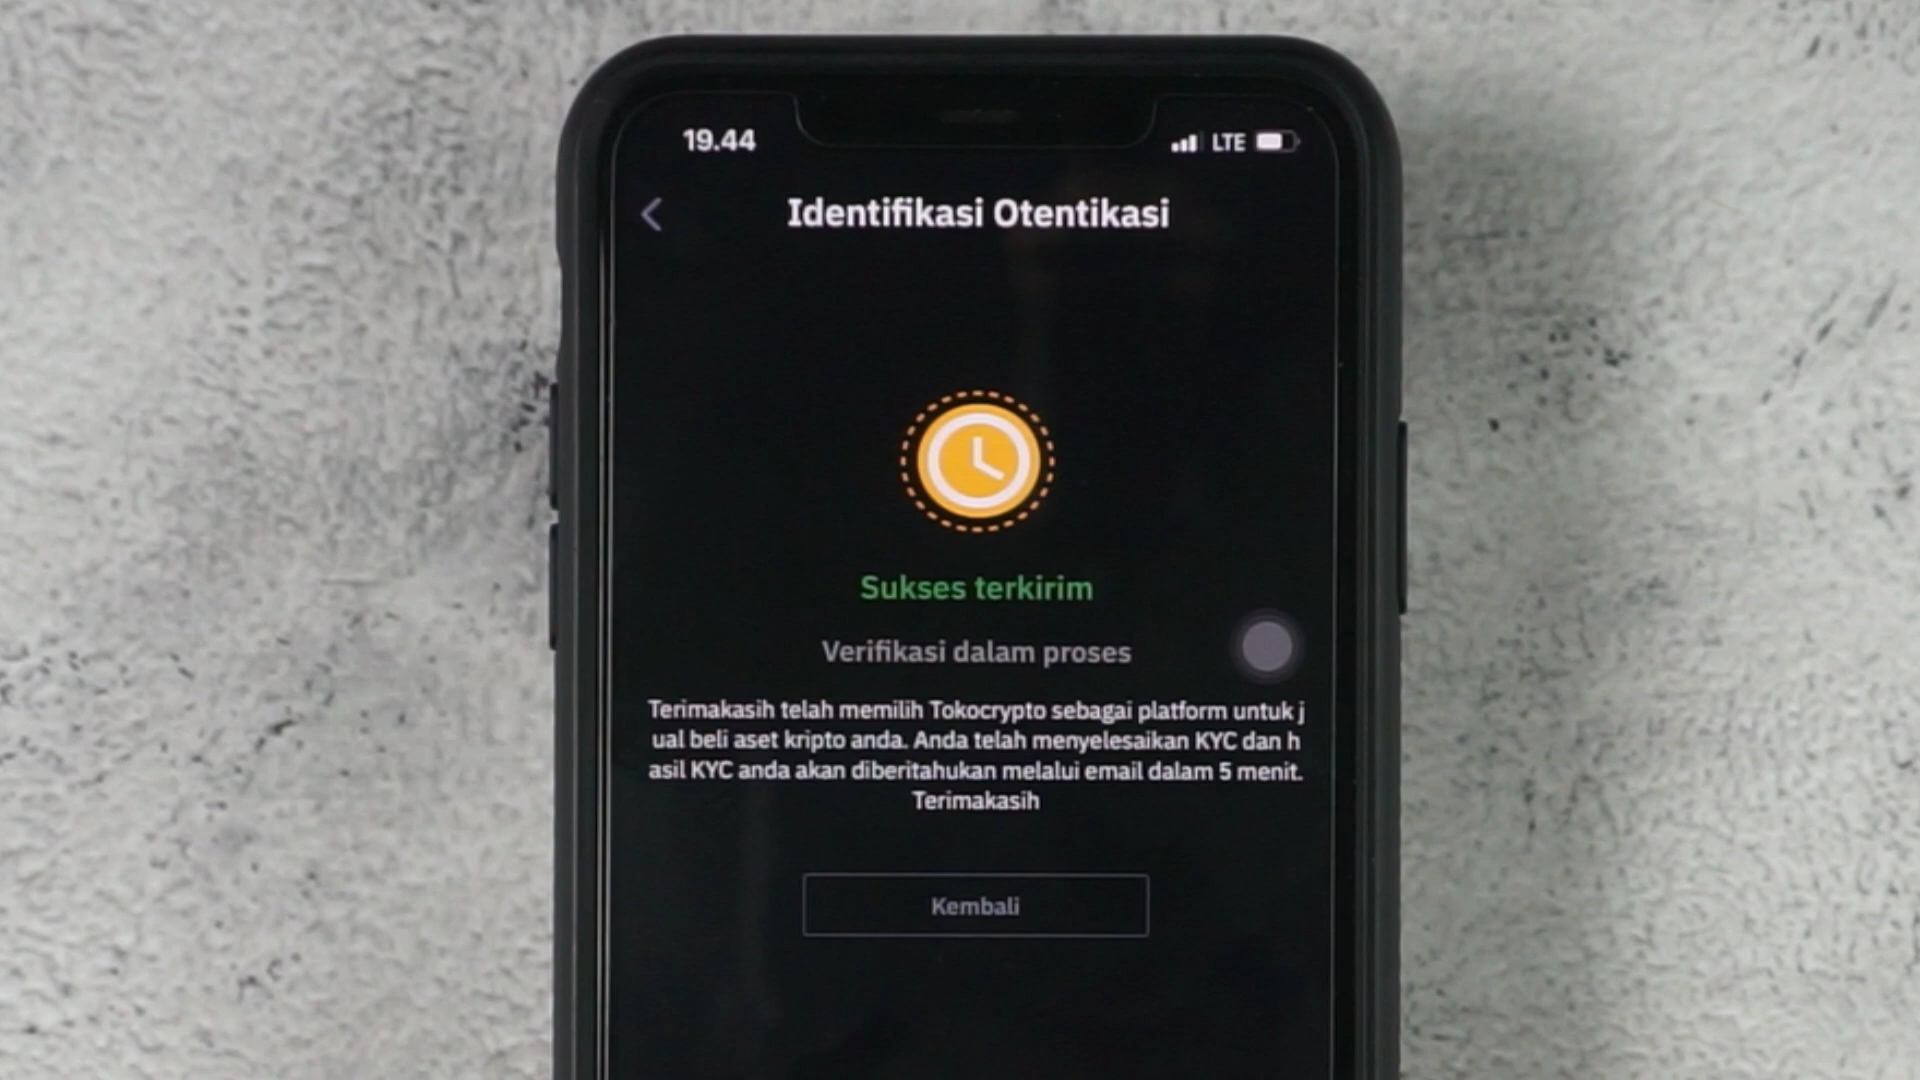 19.44
LTE
Identifikasi Otentikasi
Sukses terkirim
Verifikasi dalam proses
Terimakasih telah memilih Tokocrypto sebagai platform untuk j
ual beli aset kripto anda. Anda telah menyelesaikan KYC dan h
asil KYC anda akan diberitahukan melalui email dalam 5 menit.
Terimakasih
Kembali